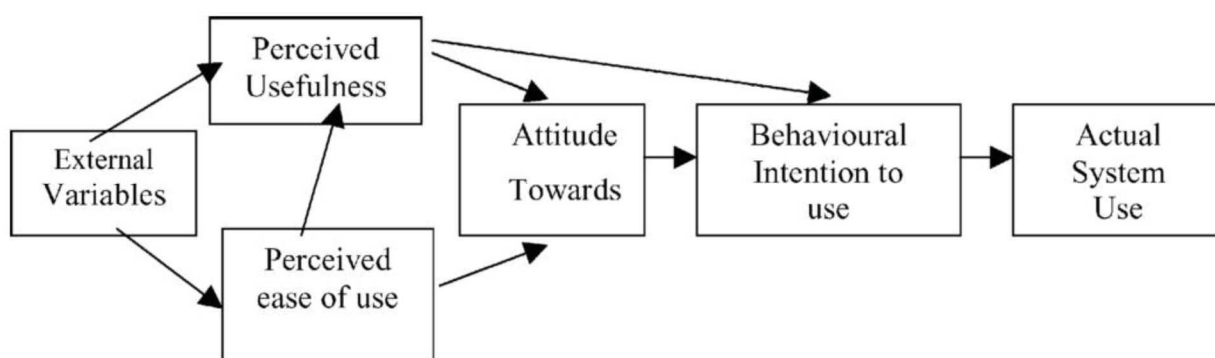 Perceived
Usefulness
External
Variables
Perceived
ease of use
Attitude
Towards
Behavioural
Intention to
use
Actual
System
Use